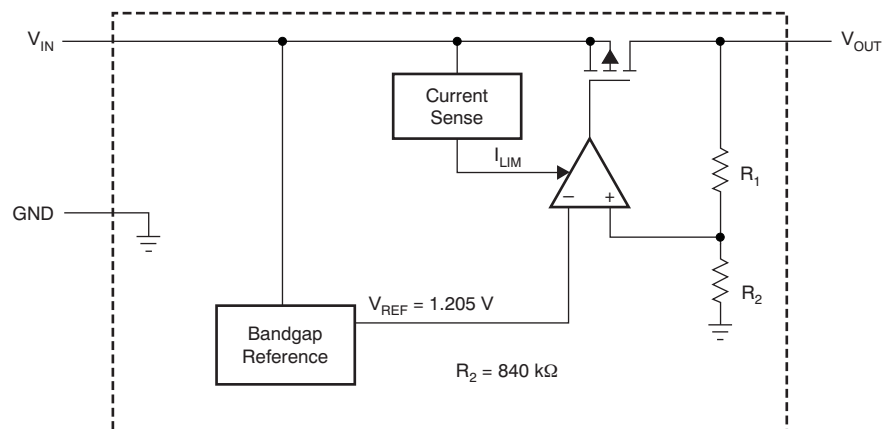 V_IN
V_OUT
Current
Sense
I_LIM
R_1
GND
− +
R_2
V_REF = 1.205 V
Bandgap
Reference
R_2 = 840 kΩ